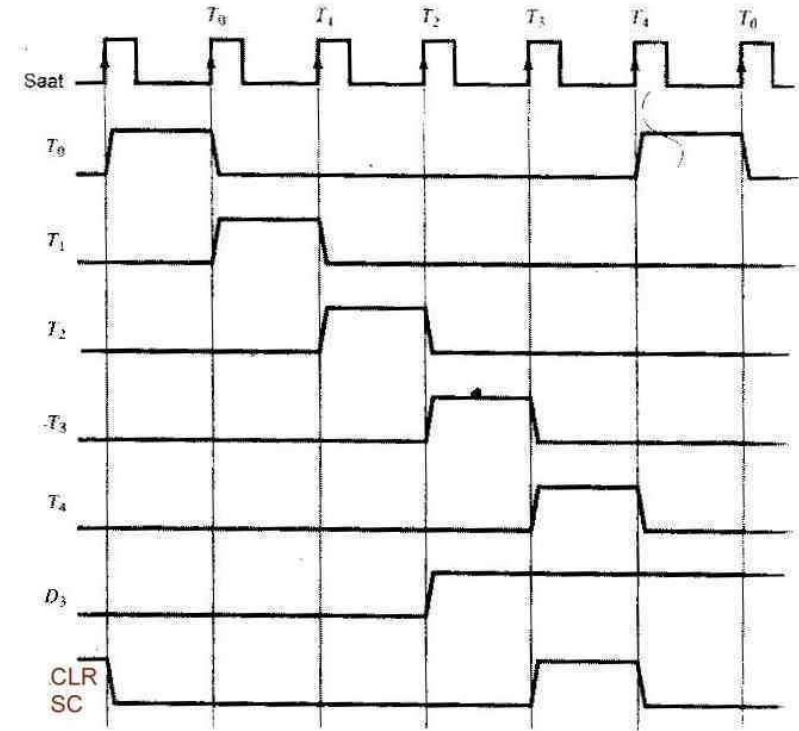 T₀ T₁ T₂ T₃ T₄ T₀
Saat
T₀
T₁
T₂
T₃
T₄
D₃
CLR
SC